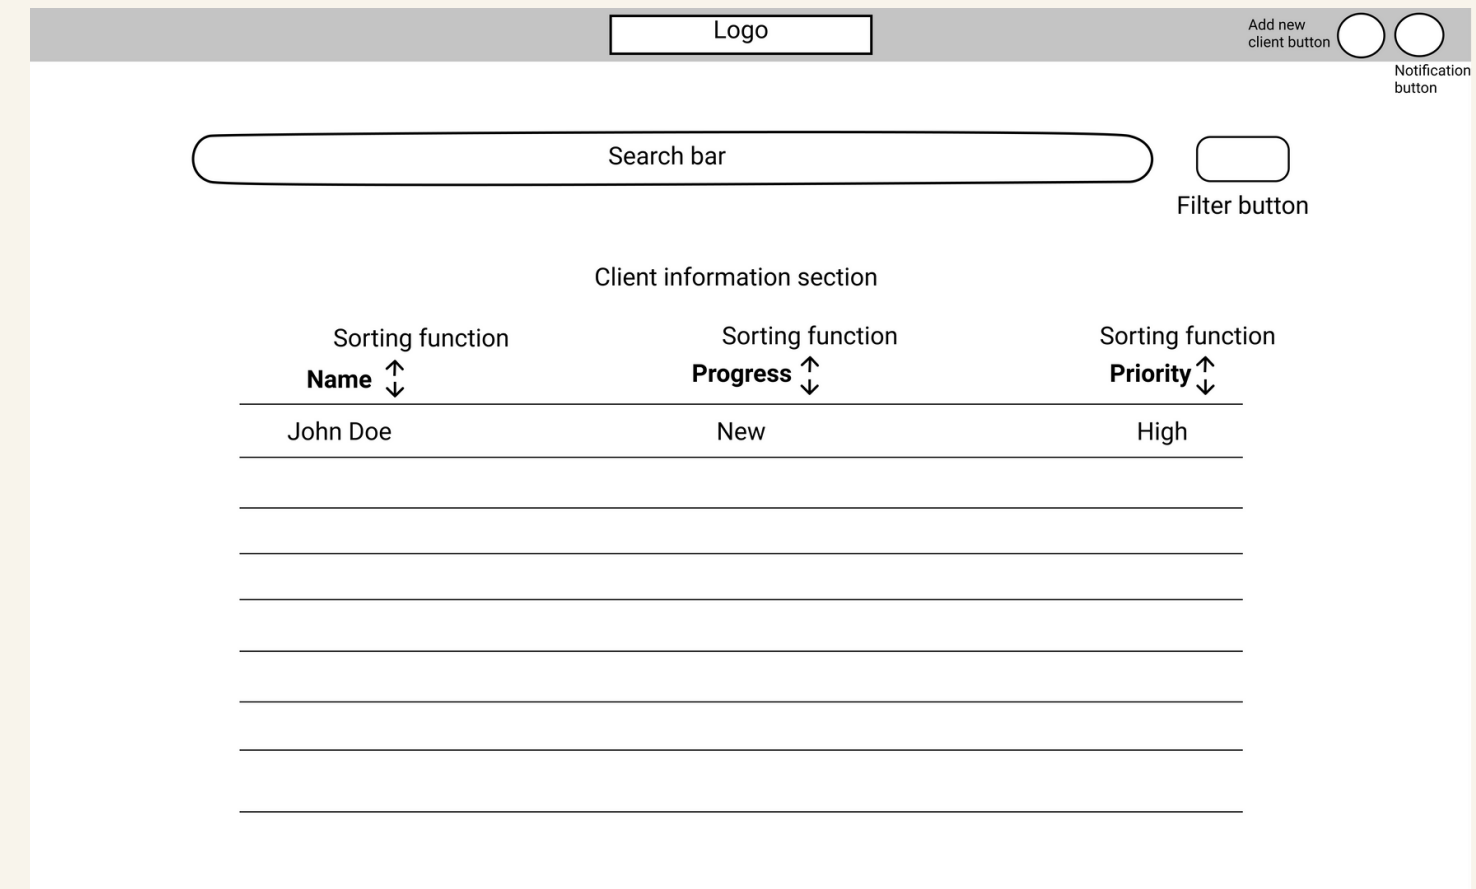 Logo
Add new
client button
Notification
button
Search bar
Filter button
Client information section
Sorting function
Sorting function
Sorting function
Name
Progress
Priority
John Doe
New
High